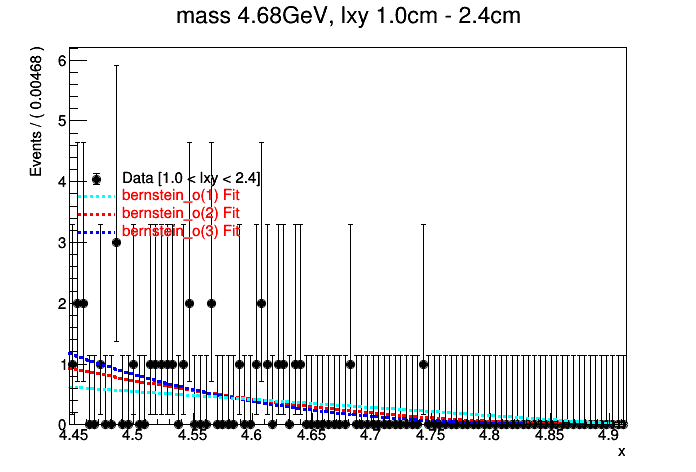 mass 4.68GeV, lxy 1.0cm - 2.4cm
Events / ( 0.00468 )
6
5
4
3
2
1
0
Data [1.0 < lxy < 2.4]
bernstein_o(1) Fit
bernstein_o(2) Fit
bernstein_o(3) Fit
4.45 4.5 4.55 4.6 4.65 4.7 4.75 4.8 4.85 4.9
x